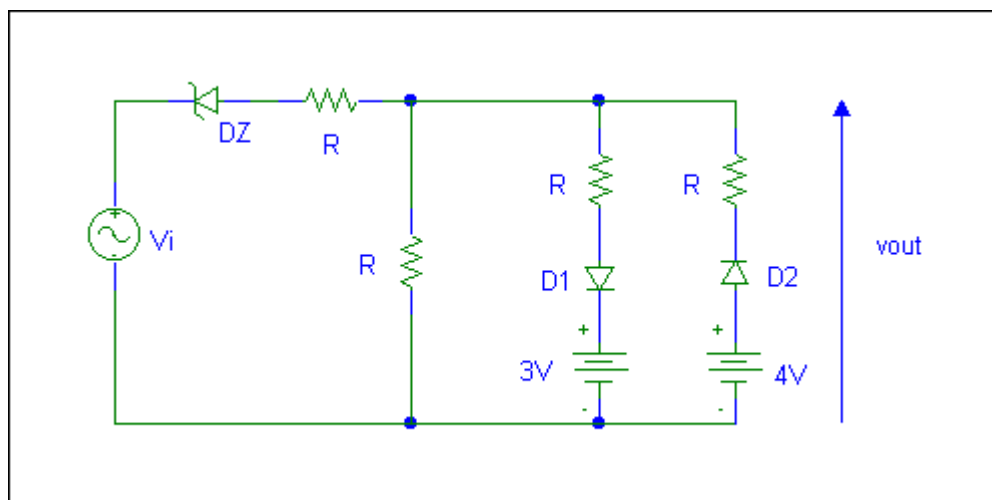 DZ
R
R
R
Vi
+
-
R
D1
D2
vout
+
+
3V
4V
-
-